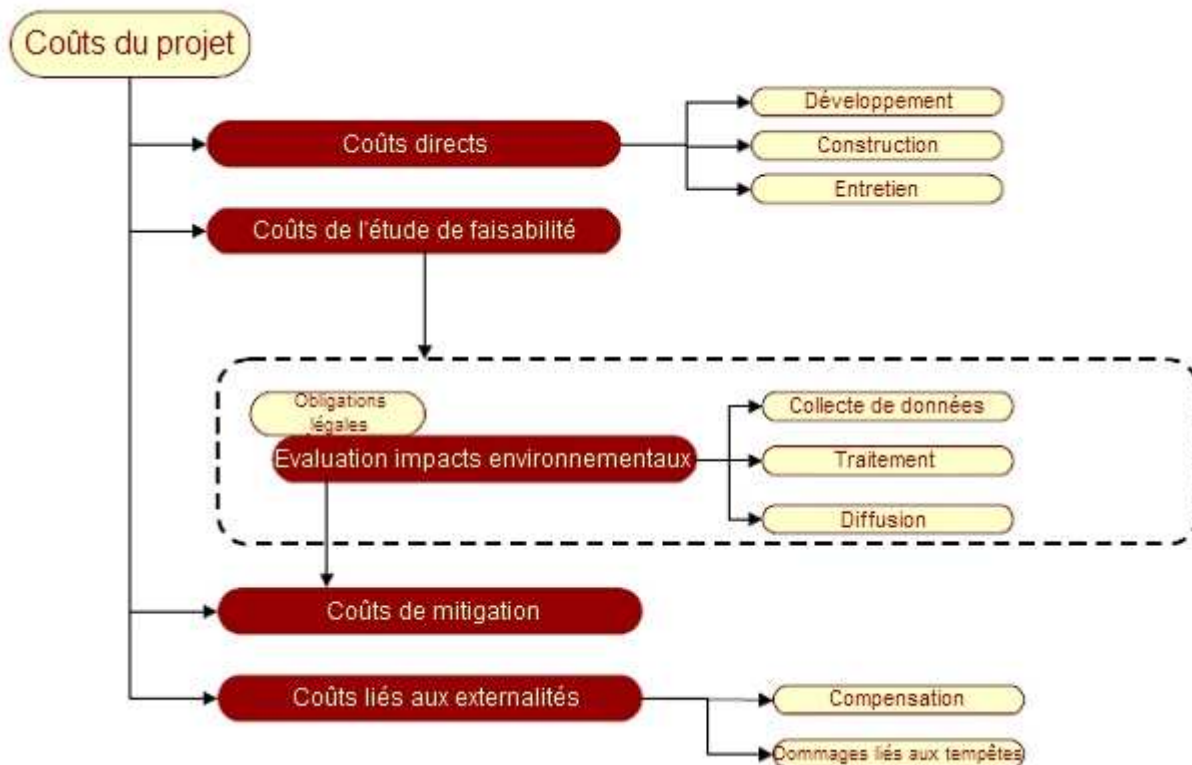 Coûts du projet
Développement
Coûts directs
Construction
Entretien
Coûts de l'étude de faisabilité
Obligations
légales
Collecte de données
Evaluation impacts environnementaux
Traitement
Diffusion
Coûts de mitigation
Coûts liés aux externalités
Compensation
Dommages liés aux tempêtes